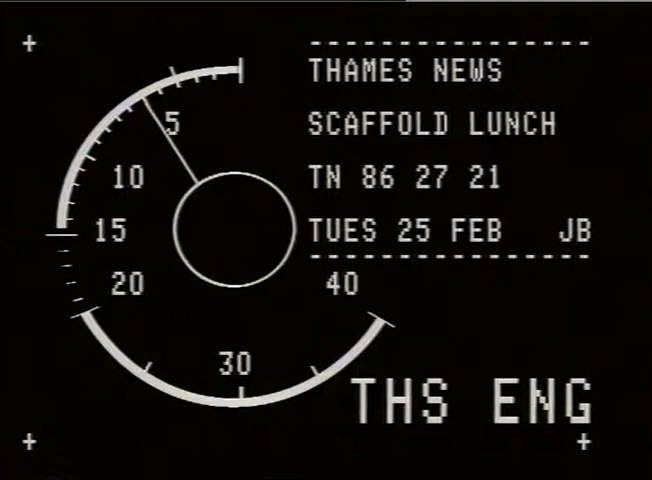 THAMES NEWS
SCAFFOLD LUNCH
TN 86 27 21
TUES 25 FEB JB
5
10
15
20
30
40
THS ENG